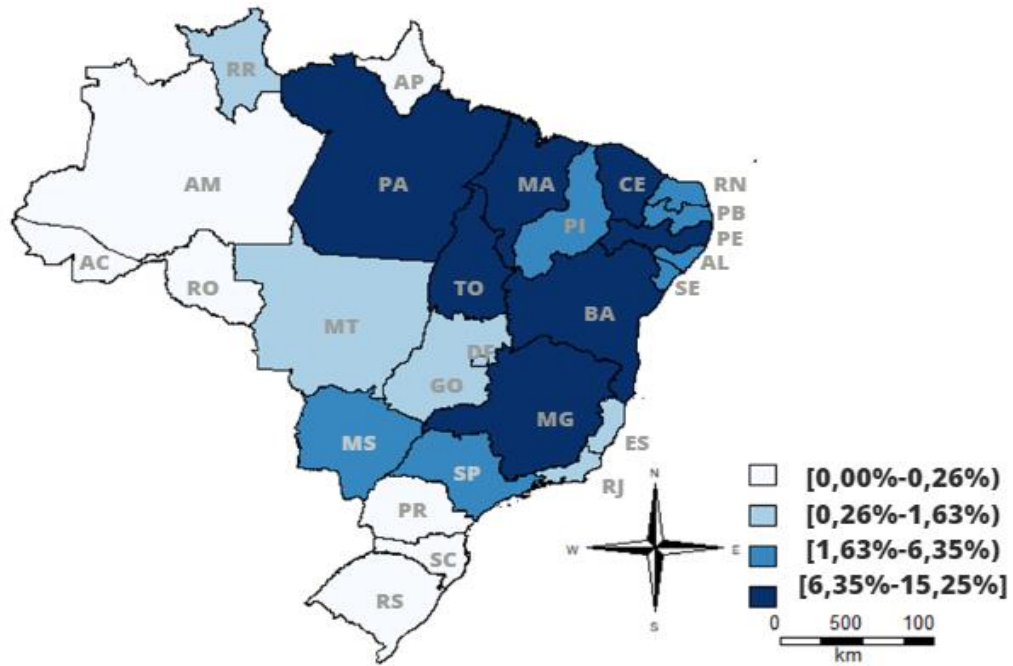 RR
AP
AM
PA
MA
CE
RN
PI
PB
PE
AC
AL
RO
TO
SE
BA
MT
DF
GO
MG
MS
ES
SP
RJ
PR
SC
RS
N
W
E
S
[0,00%-0,26%)
[0,26%-1,63%)
[1,63%-6,35%)
[6,35%-15,25%]
0 500 100
km